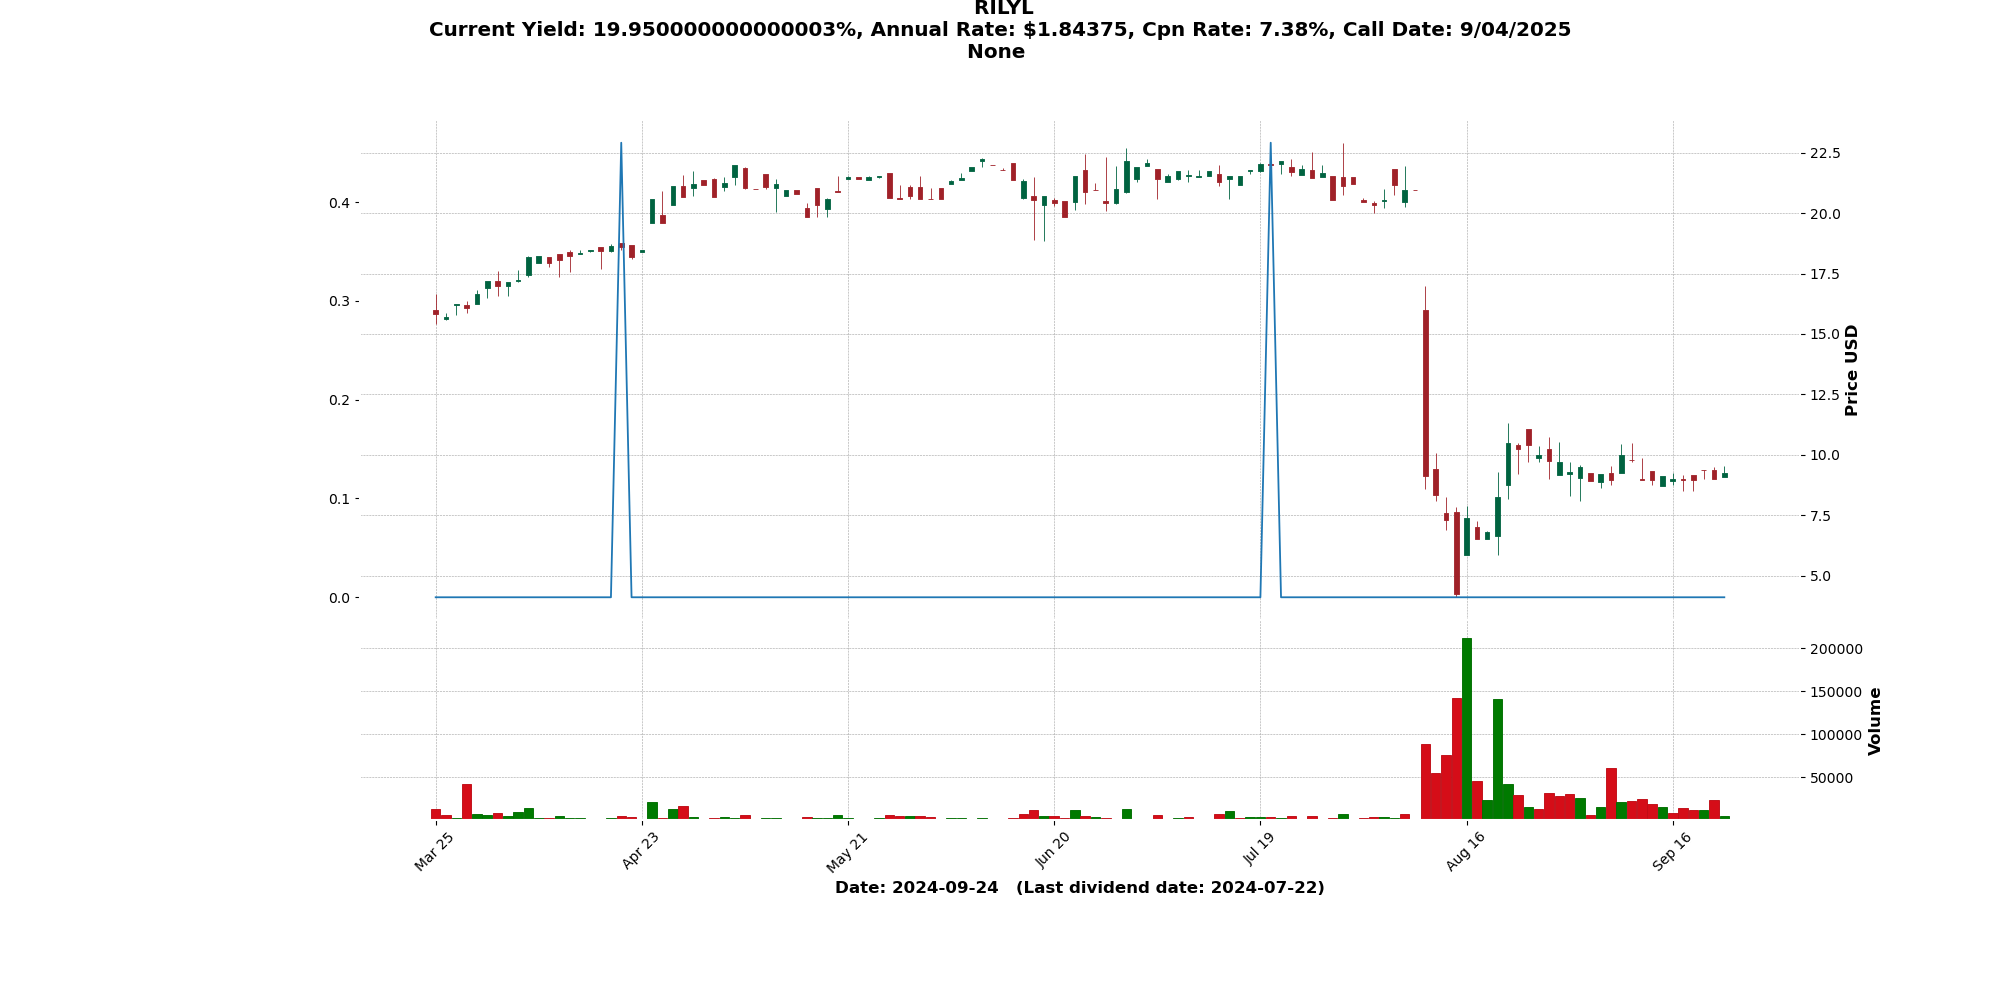 RILYL
Current Yield: 19.950000000000003%, Annual Rate: $1.84375, Cpn Rate: 7.38%, Call Date: 9/04/2025
None
0.4
0.3
0.2
0.1
0.0
22.5
20.0
17.5
15.0
12.5
10.0
7.5
5.0
Price USD
200000
150000
100000
50000
Volume
Mar 25
Apr 23
May 21
Jun 20
Jul 19
Aug 16
Sep 16
Date: 2024-09-24 (Last dividend date: 2024-07-22)